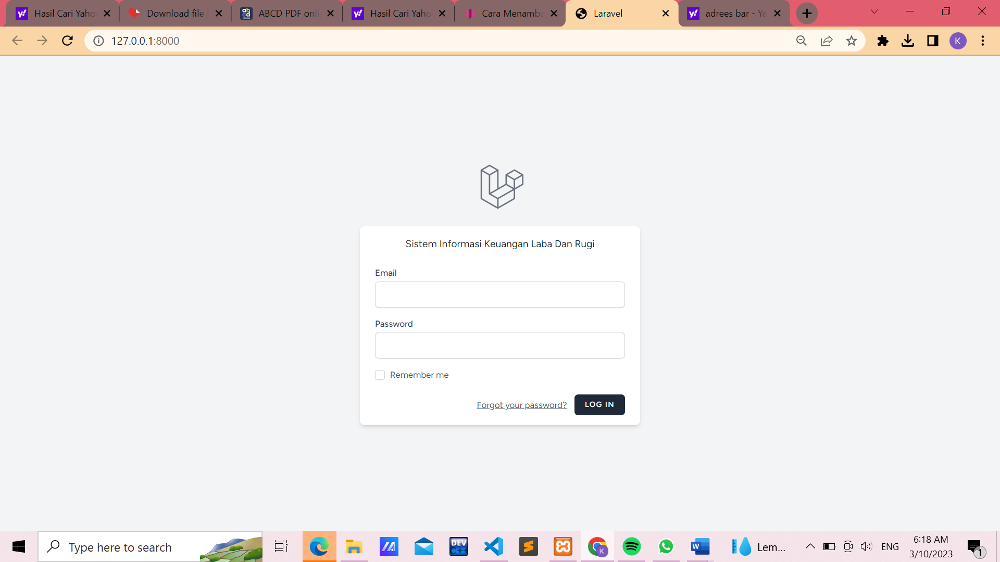 Hasil Cari Yaho
Download file
ABCD PDF onli
Hasil Cari Yaho
Cara Menamba
Laravel
adrees bar - Ya
127.0.0.1:8000
K
Sistem Informasi Keuangan Laba Dan Rugi
Email
Password
Remember me
Forgot your password?
LOG IN
Type here to search
DEV
C++
K
W
Lem...
ENG
6:18 AM
3/10/2023
1